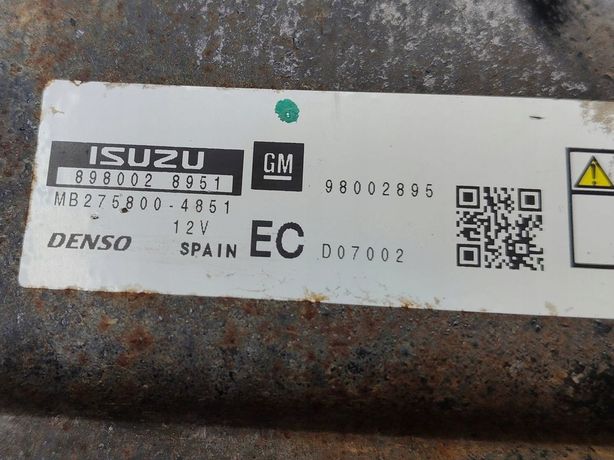 ISUZU
898002 8951
GM
98002895
MB275800-4851
12V
DENSO
SPAIN EC D07002